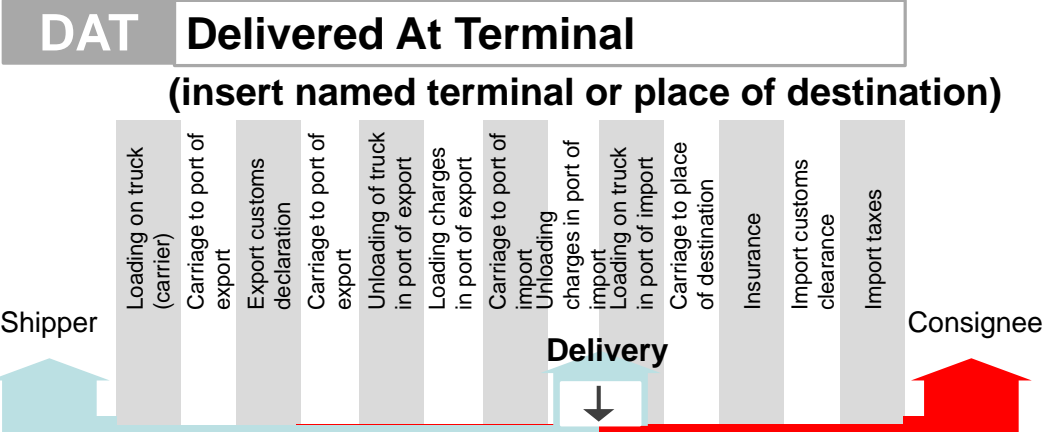 DAT
Delivered At Terminal
(insert named terminal or place of destination)
Loading on truck
(carrier)
Carriage to port of
export
Export customs
declaration
Carriage to port of
export
Unloading of truck
in port of export
Loading charges
in port of export
Carriage to port of
import
Unloading
charges in port of
import
Loading on truck
in port of import
Carriage to place
of destination
Insurance
Import customs
clearance
Import taxes
Shipper
Consignee
Delivery